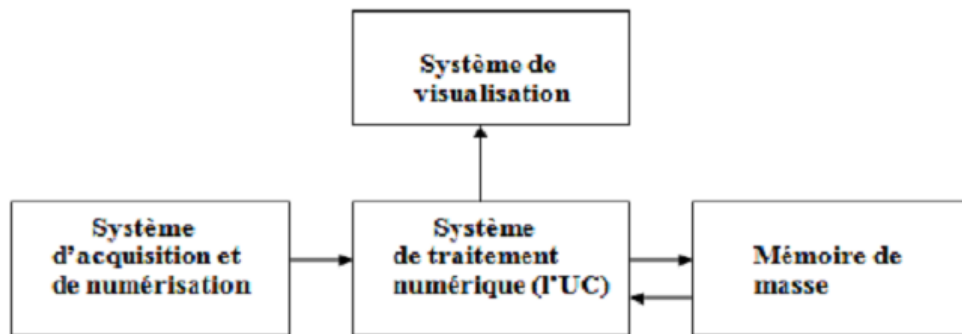 Système de
visualisation
Système
d'acquisition et
de numérisation
Système
de traitement
numérique (l'UC)
Mémoire de
masse